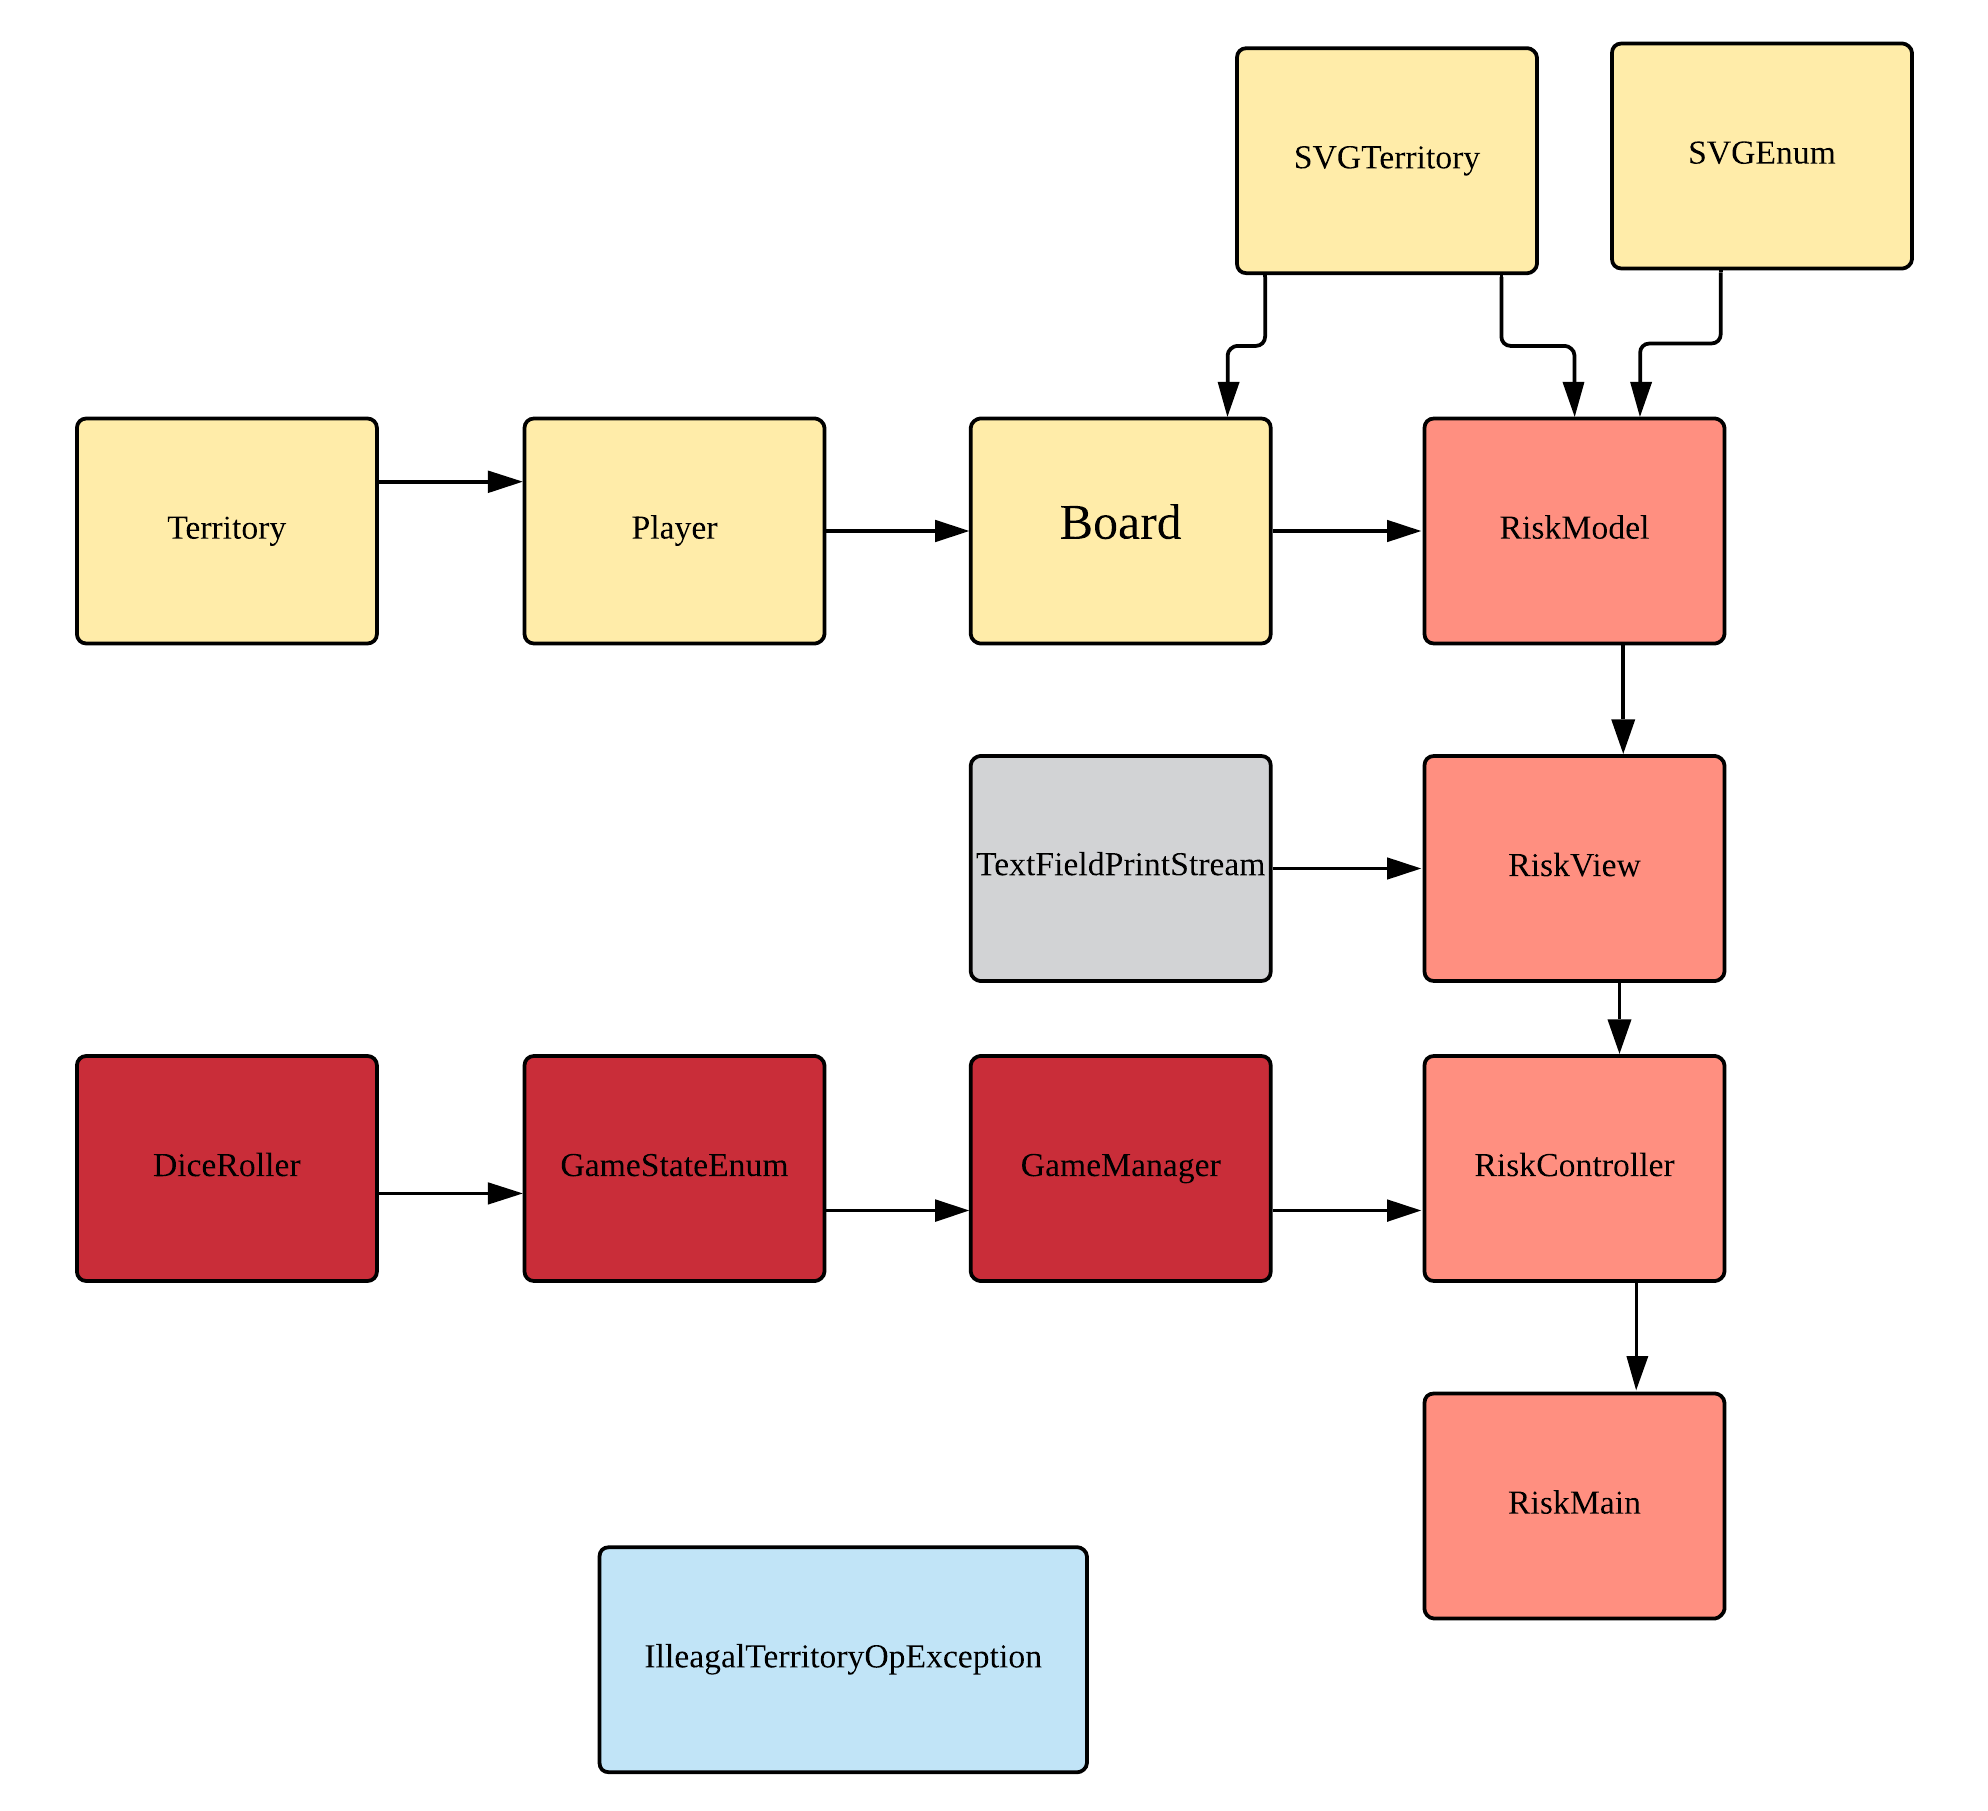 SVGTerritory
SVGEnum
Territory
Player
Board
RiskModel
TextFieldPrintStream
RiskView
DiceRoller
GameStateEnum
GameManager
RiskController
RiskMain
IlleagalTerritoryOpException